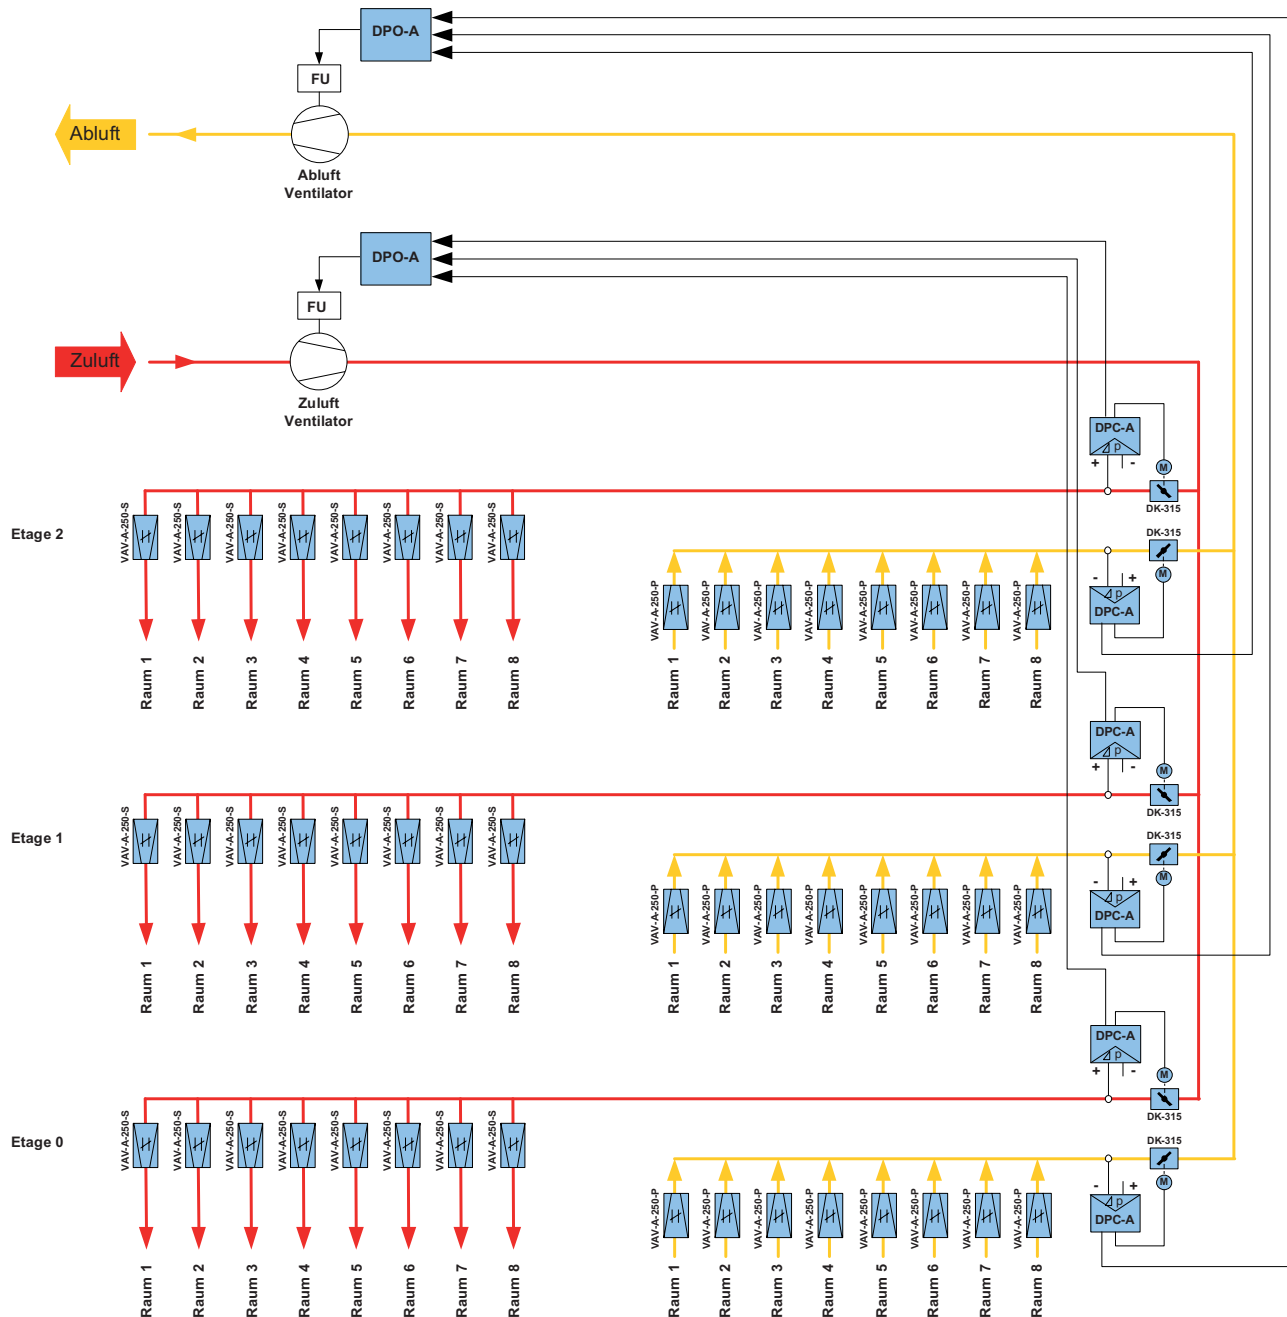 DPO-A
FU
Abluft
Abluft
Ventilator
DPO-A
FU
Zuluft
Zuluft
Ventilator
DPC-A
p
+ -
M
DK-315
Etage 2
VAV-A-250-S VAV-A-250-S VAV-A-250-S VAV-A-250-S VAV-A-250-S VAV-A-250-S VAV-A-250-S VAV-A-250-S
Raum 1 Raum 2 Raum 3 Raum 4 Raum 5 Raum 6 Raum 7 Raum 8
DK-315
M
- +
p
DPC-A
VAV-A-250-P VAV-A-250-P VAV-A-250-P VAV-A-250-P VAV-A-250-P VAV-A-250-P VAV-A-250-P VAV-A-250-P
Raum 1 Raum 2 Raum 3 Raum 4 Raum 5 Raum 6 Raum 7 Raum 8
DPC-A
p
+ -
M
DK-315
Etage 1
VAV-A-250-S VAV-A-250-S VAV-A-250-S VAV-A-250-S VAV-A-250-S VAV-A-250-S VAV-A-250-S VAV-A-250-S
Raum 1 Raum 2 Raum 3 Raum 4 Raum 5 Raum 6 Raum 7 Raum 8
DK-315
M
- +
p
DPC-A
VAV-A-250-P VAV-A-250-P VAV-A-250-P VAV-A-250-P VAV-A-250-P VAV-A-250-P VAV-A-250-P VAV-A-250-P
Raum 1 Raum 2 Raum 3 Raum 4 Raum 5 Raum 6 Raum 7 Raum 8
DPC-A
p
+ -
M
DK-315
Etage 0
VAV-A-250-S VAV-A-250-S VAV-A-250-S VAV-A-250-S VAV-A-250-S VAV-A-250-S VAV-A-250-S VAV-A-250-S
Raum 1 Raum 2 Raum 3 Raum 4 Raum 5 Raum 6 Raum 7 Raum 8
DK-315
M
- +
p
DPC-A
VAV-A-250-P VAV-A-250-P VAV-A-250-P VAV-A-250-P VAV-A-250-P VAV-A-250-P VAV-A-250-P VAV-A-250-P
Raum 1 Raum 2 Raum 3 Raum 4 Raum 5 Raum 6 Raum 7 Raum 8